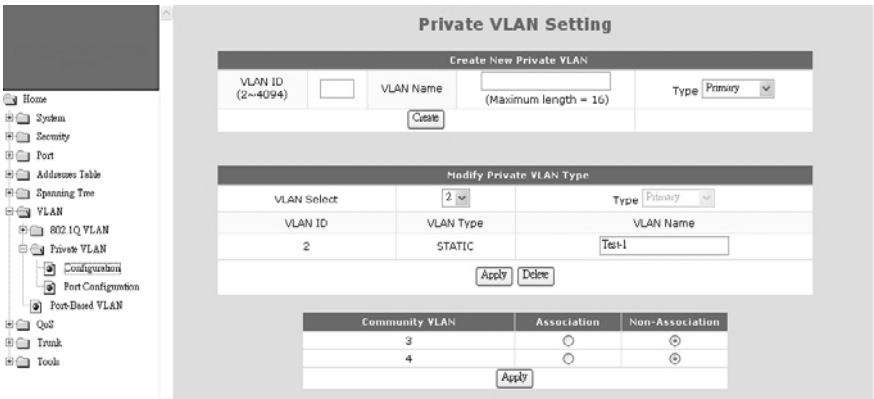 Home
System
Security
Port
Addresses Table
Spanning Tree
VLAN
802.1Q VLAN
Private VLAN
Configuration
Port Configuration
Port-Based VLAN
QoS
Trunk
Tools
Private VLAN Setting
Create New Private VLAN
VLAN ID
(2~4094)
VLAN Name
(Maximum length = 16)
Type Primary
Create
Modify Private VLAN Type
VLAN Select 2 Type Primary
VLAN ID VLAN Type VLAN Name
2 STATIC Test-1
Apply Delete
Community VLAN Association Non-Association
3
4
Apply